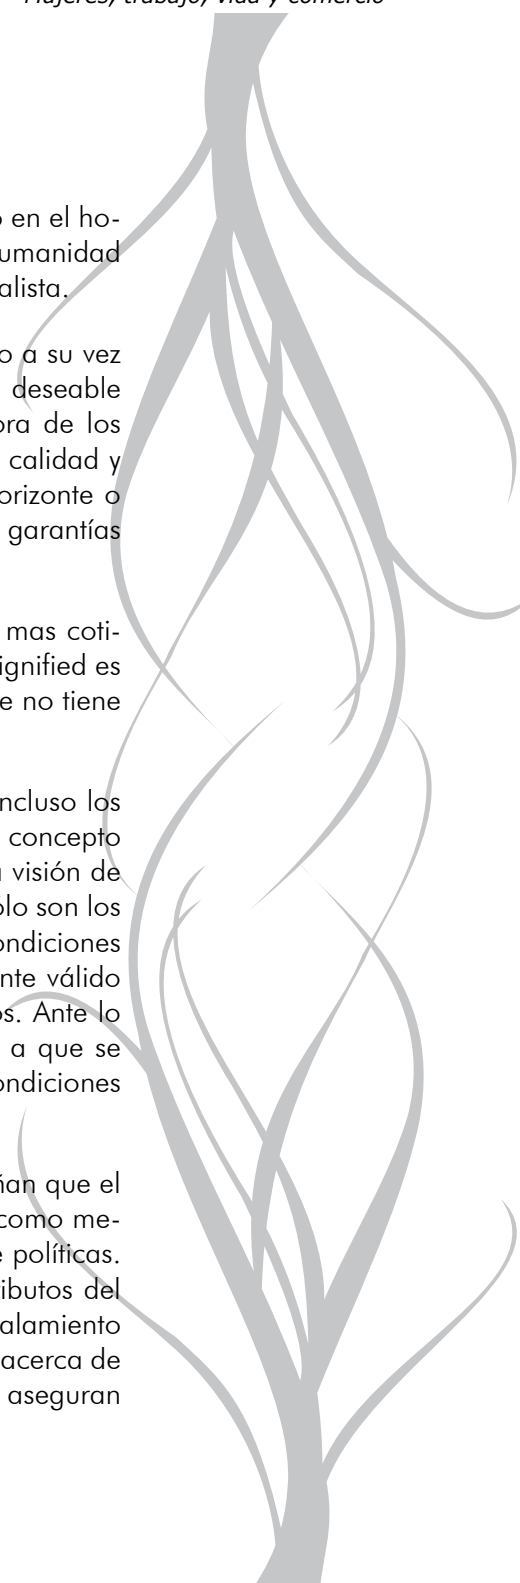 Mujeres, trabajo, vida y comercio
en el ho-
umanidad
alista.
o a su vez
deseable
ora de los
calidad y
orizonte o
garantías
mas coti-
ignified es
e no tiene
ncluso los
concepto
visión de
ólo son los
ondiciones
nte válido
os. Ante lo
a que se
ondiciones
ñan que el
como me-
e políticas.
ributos del
alamiento
acerca de
aseguran